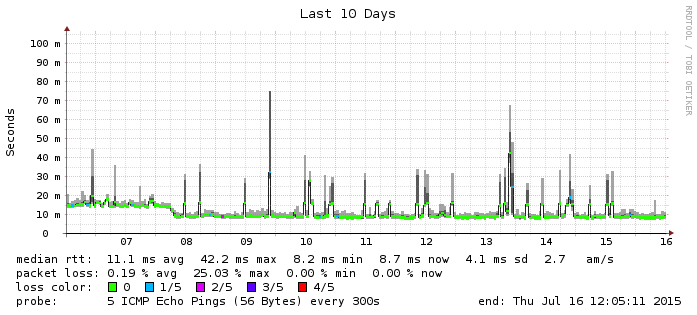 Last 10 Days
RRDTOOL / TOBI OETIKER
Seconds
100 m
90 m
80 m
70 m
60 m
50 m
40 m
30 m
20 m
10 m
0
07 08 09 10 11 12 13 14 15 16
median rtt: 11.1 ms avg 42.2 ms max 8.2 ms min 8.7 ms now 4.1 ms sd 2.7 am/s
packet loss: 0.19 % avg 25.03 % max 0.00 % min 0.00 % now
loss color: 0 1/5 2/5 3/5 4/5
probe: 5 ICMP Echo Pings (56 Bytes) every 300s end: Thu Jul 16 12:05:11 2015